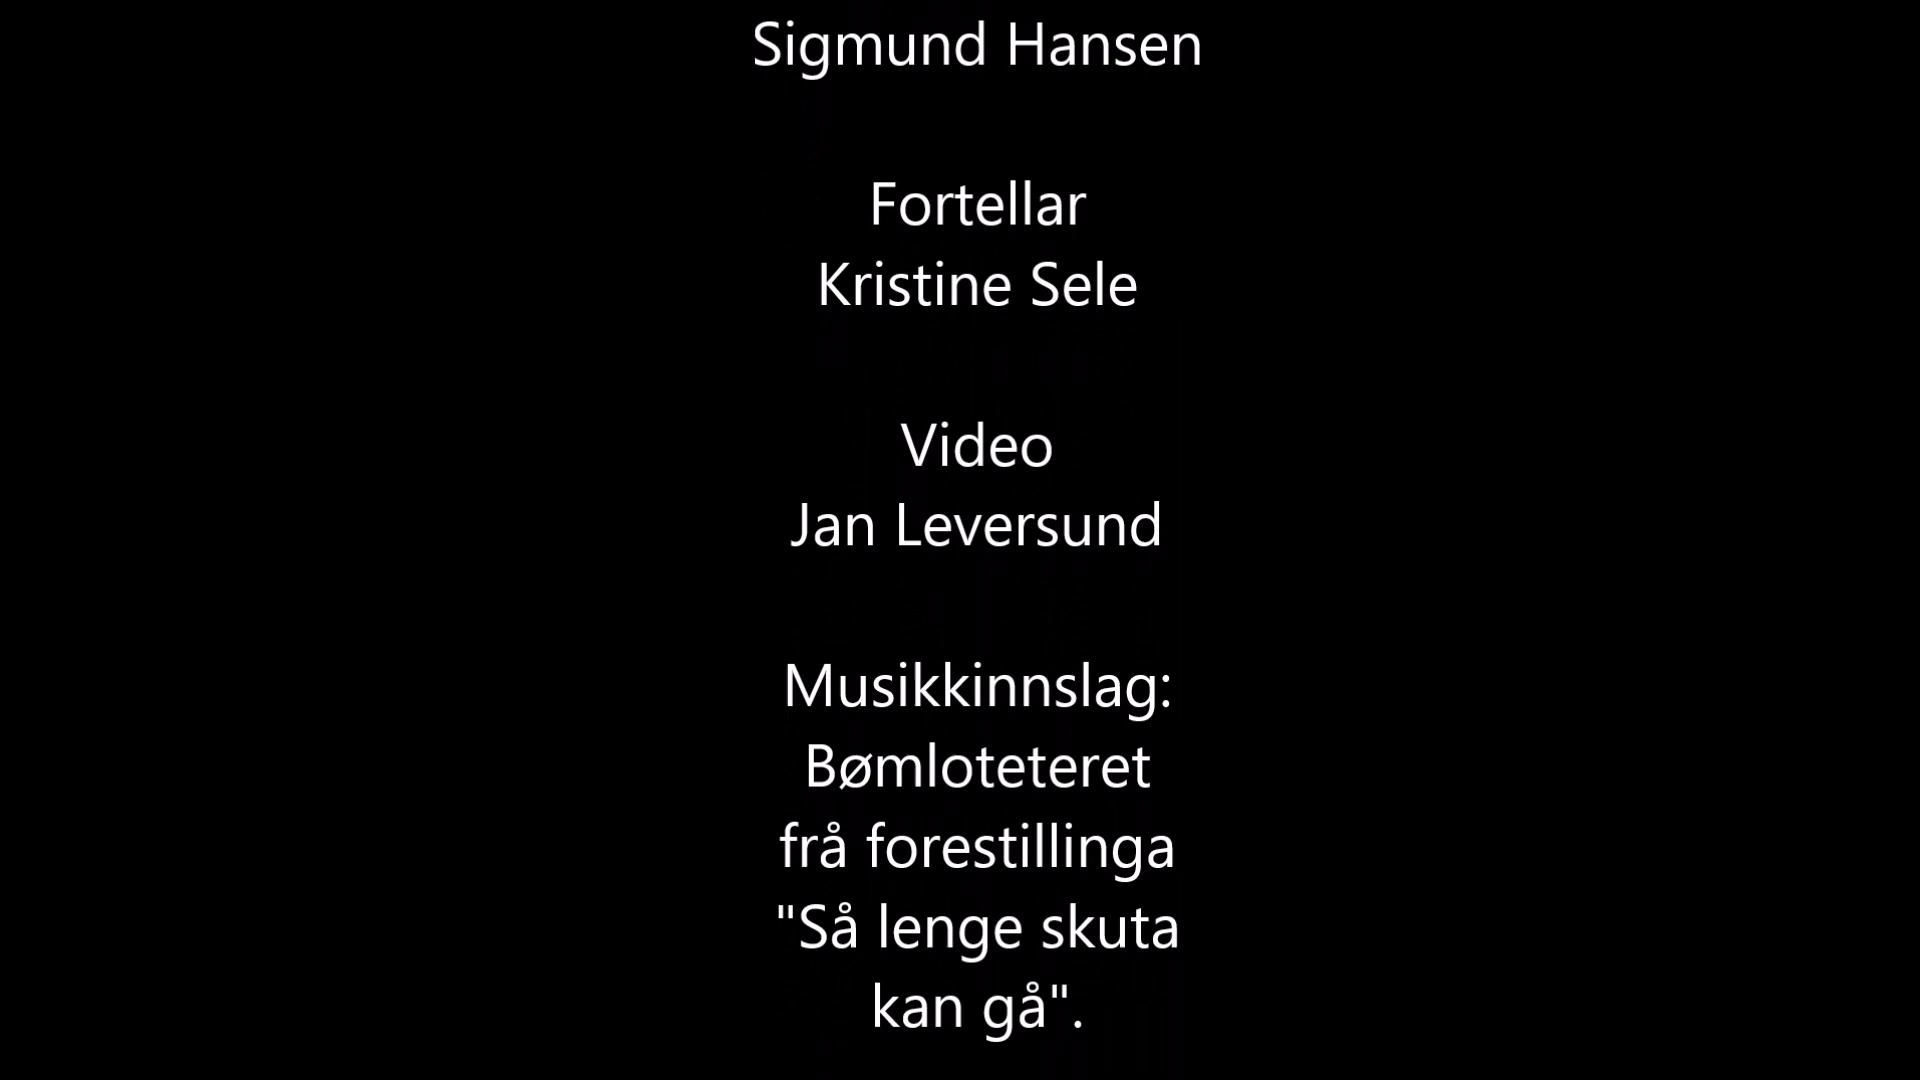 Sigmund Hansen
Fortellar
Kristine Sele
Video
Jan Leversund
Musikkinnslag:
Bømloteteret
frå forestillinga
"Så lenge skuta
kan gå".